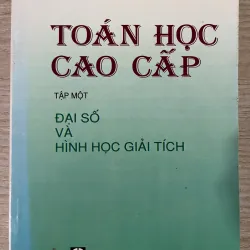 TOÁN HỌC
CAO CẤP
TẬP MỘT
ĐẠI SỐ
VÀ
HÌNH HỌC GIẢI TÍCH